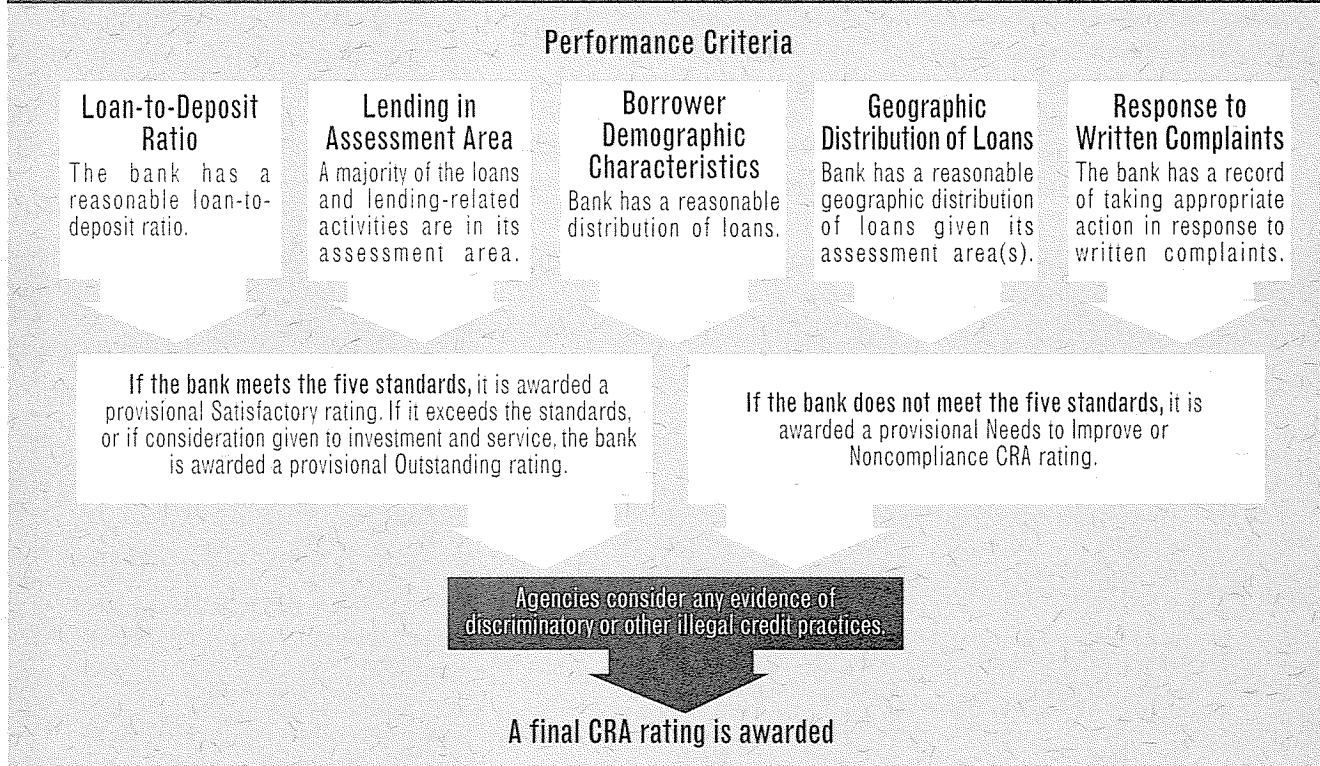 Performance Criteria
Loan-to-Deposit
Ratio
The bank has a
reasonable loan-to-
deposit ratio.
Lending in
Assessment Area
A majority of the loans
and lending-related
activities are in its
assessment area.
Borrower
Demographic
Characteristics
Bank has a reasonable
distribution of loans.
Geographic
Distribution of Loans
Bank has a reasonable
geographic distribution
of loans given its
assessment area(s).
Response to
Written Complaints
The bank has a record
of taking appropriate
action in response to
written complaints.
If the bank meets the five standards, it is awarded a
provisional Satisfactory rating. If it exceeds the standards,
or if consideration given to investment and service, the bank
is awarded a provisional Outstanding rating.
If the bank does not meet the five standards, it is
awarded a provisional Needs to Improve or
Noncompliance CRA rating.
Agencies consider any evidence of
discriminatory or other illegal credit practices.
A final CRA rating is awarded